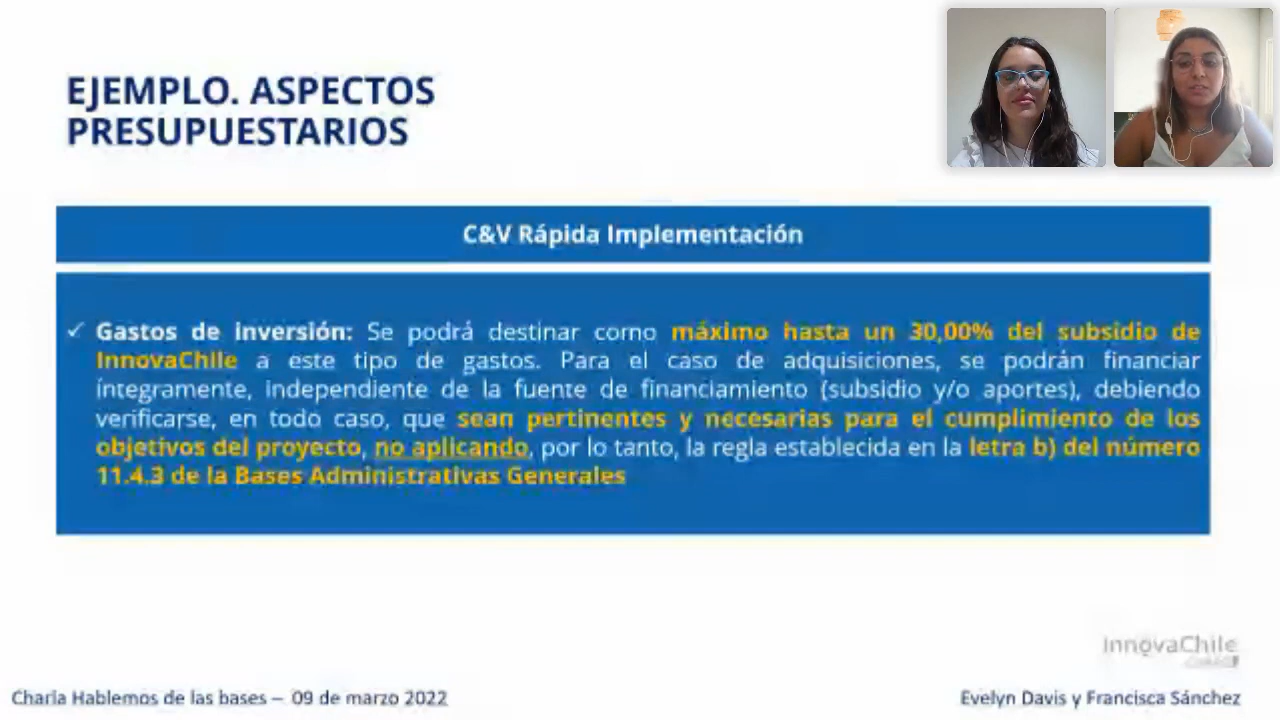 EJEMPLO. ASPECTOS
PRESUPUESTARIOS
C&V Rápida Implementación
✓ Gastos de inversión: Se podrá destinar como máximo hasta un 30,00% del subsidio de
InnovaChile a este tipo de gastos. Para el caso de adquisiciones, se podrán financiar
íntegramente, independiente de la fuente de financiamiento (subsidio y/o aportes), debiendo
verificarse, en todo caso, que sean pertinentes y necesarias para el cumplimiento de los
objetivos del proyecto, no aplicando, por lo tanto, la regla establecida en la letra b) del número
11.4.3 de la Bases Administrativas Generales
InnovaChile
Charla Hablemos de las bases – 09 de marzo 2022
Evelyn Davis y Francisca Sánchez